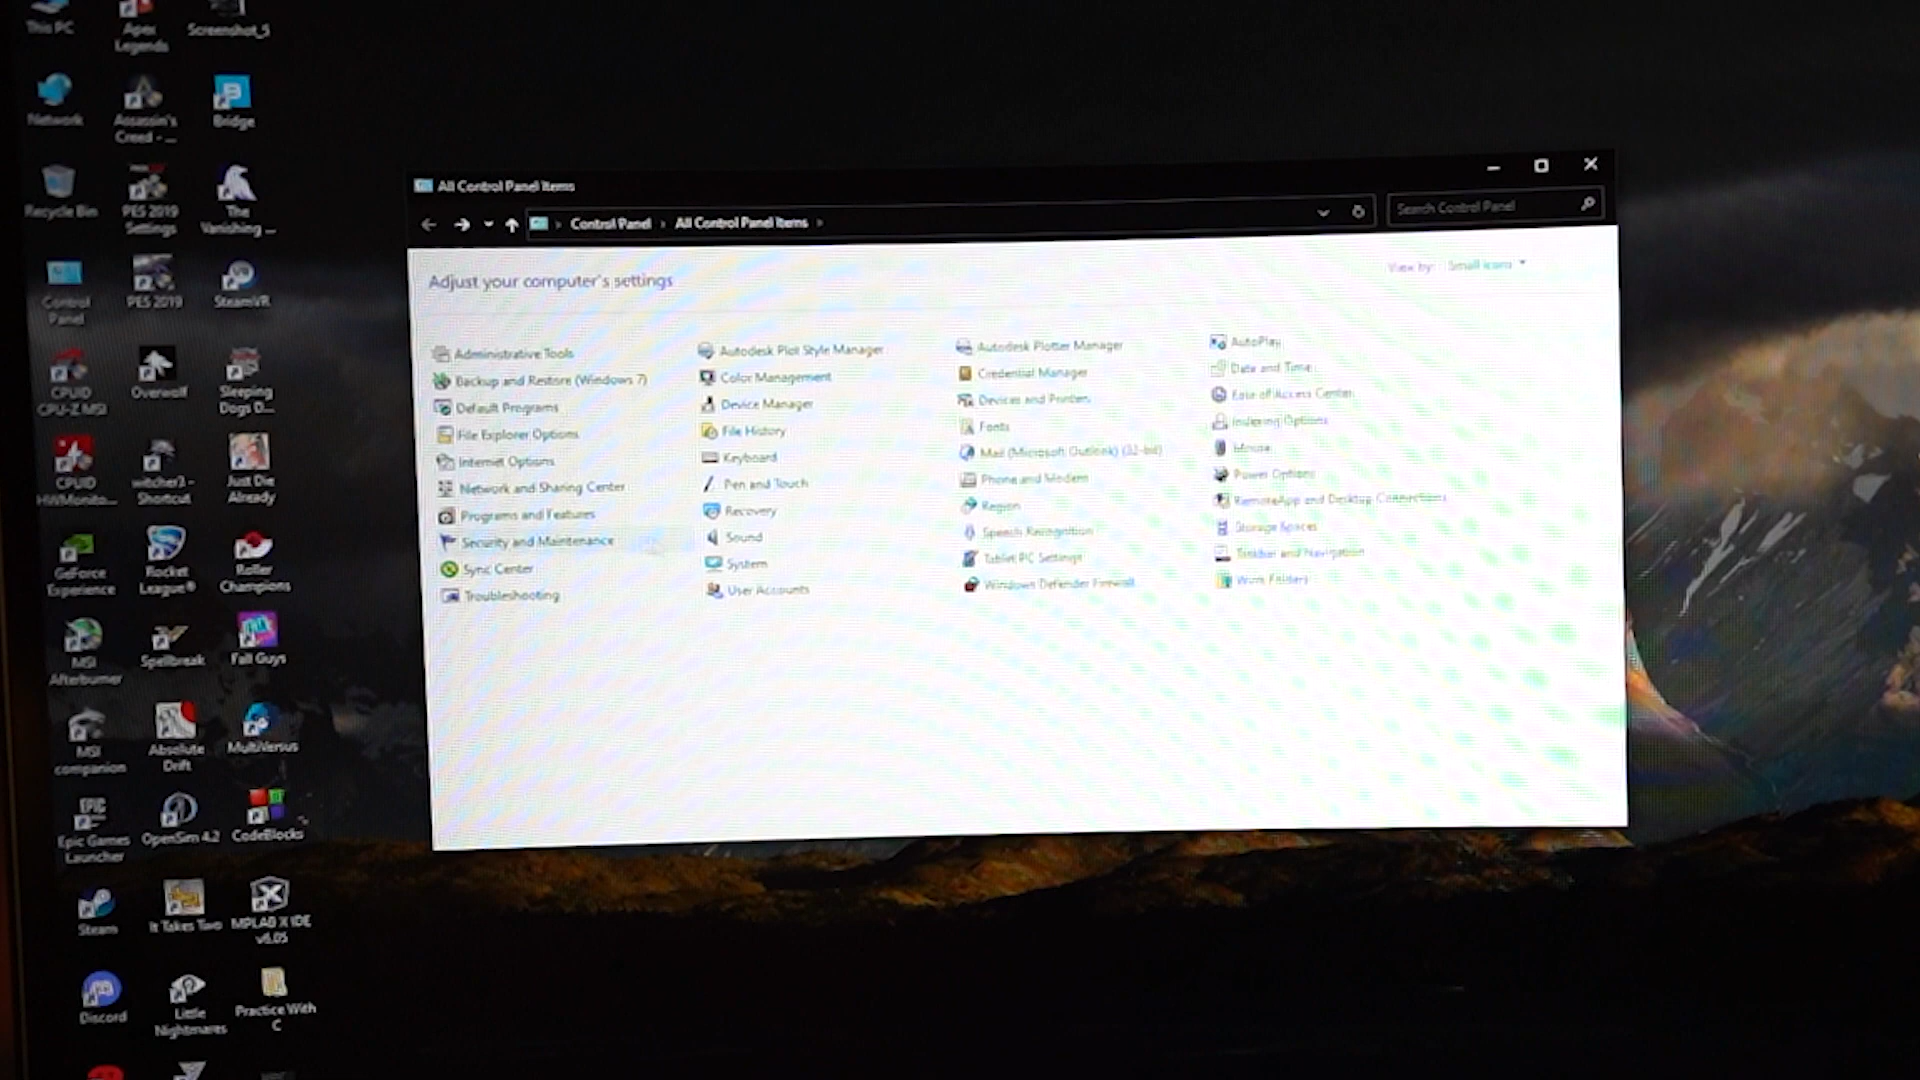 This PC
Apex
Legends
Screenshot_5
Network
Assassin's
Creed - ...
Bridge
Recycle Bin
PES 2019
Settings
The
Vanishing ...
Control
Panel
PES 2019
SteamVR
CPUID
CPU-Z MSI
Overwolf
Sleeping
Dogs D...
CPUID
HWMonito...
witcher3 -
Shortcut
Just Die
Already
GeForce
Experience
Rocket
League®
Roller
Champions
MSI
Afterburner
Spellbreak
Fall Guys
MSI
companion
Absolute
Drift
MultiVersus
EPIC
GAMES
Epic Games
Launcher
OpenSim 4.2
CodeBlocks
Steam
It Takes Two
MPLAB X IDE
v6.05
Discord
Little
Nightmares
Practice With
C
All Control Panel Items
Control Panel › All Control Panel Items ›
Search Control Panel
Adjust your computer's settings
View by: Small icons
Administrative Tools
Backup and Restore (Windows 7)
Default Programs
File Explorer Options
Internet Options
Network and Sharing Center
Programs and Features
Security and Maintenance
Sync Center
Troubleshooting
Autodesk Plot Style Manager
Color Management
Device Manager
File History
Keyboard
Pen and Touch
Recovery
Sound
System
User Accounts
Autodesk Plotter Manager
Credential Manager
Devices and Printers
Fonts
Mail (Microsoft Outlook) (32-bit)
Phone and Modem
Region
Speech Recognition
Tablet PC Settings
Windows Defender Firewall
AutoPlay
Date and Time
Ease of Access Center
Indexing Options
Mouse
Power Options
RemoteApp and Desktop Connections
Storage Spaces
Taskbar and Navigation
Work Folders